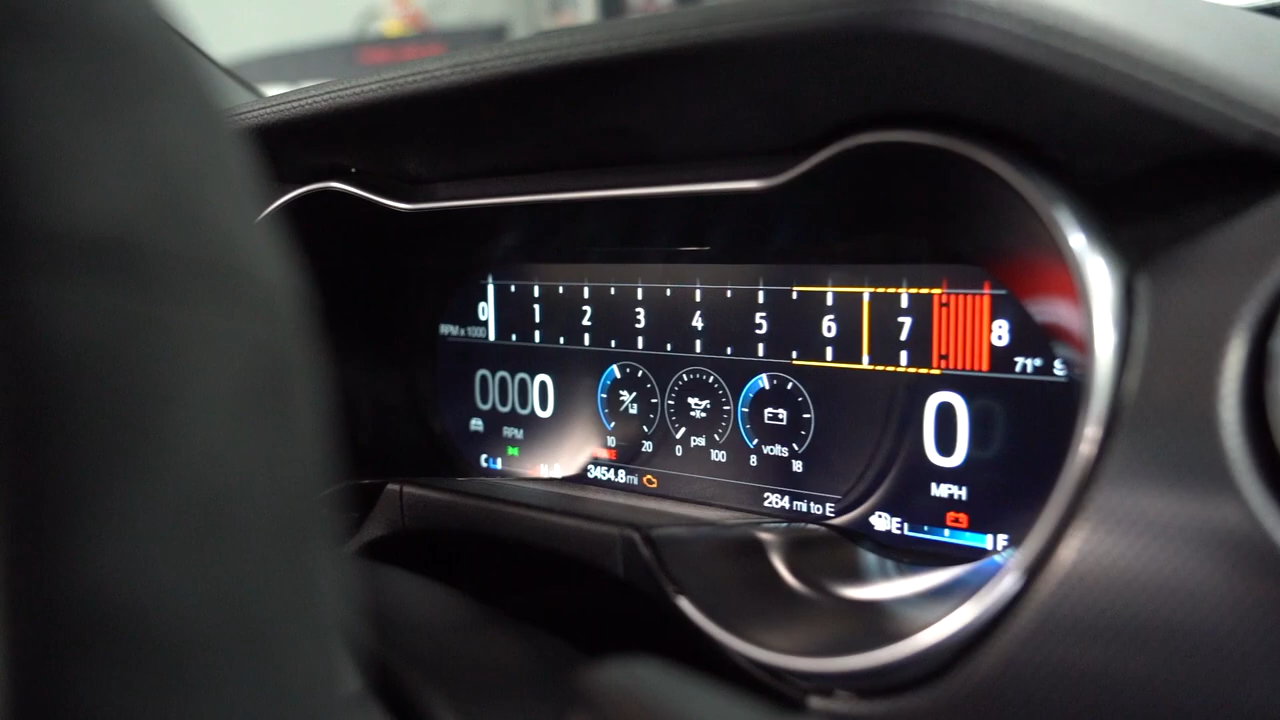 0 1 2 3 4 5 6 7 8
RPM x 1000
71°
0000
RPM
10 20
0 psi 100
8 volts 18
0
MPH
C H
3454.8 mi
264 mi to E
E F